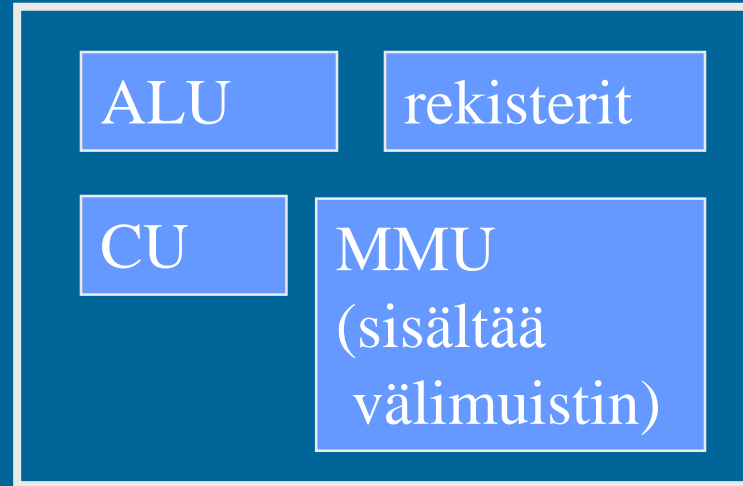 ALU
rekisterit
CU
MMU
(sisältää
välimuistin)